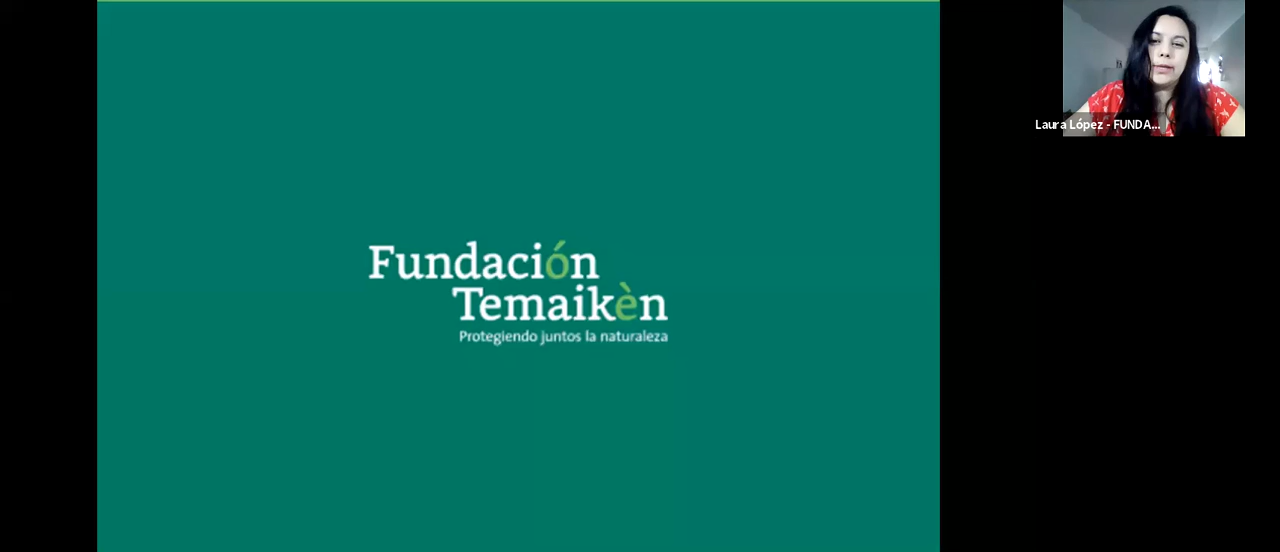 Fundación
Temaikèn
Protegiendo juntos la naturaleza
Laura López - FUNDA...